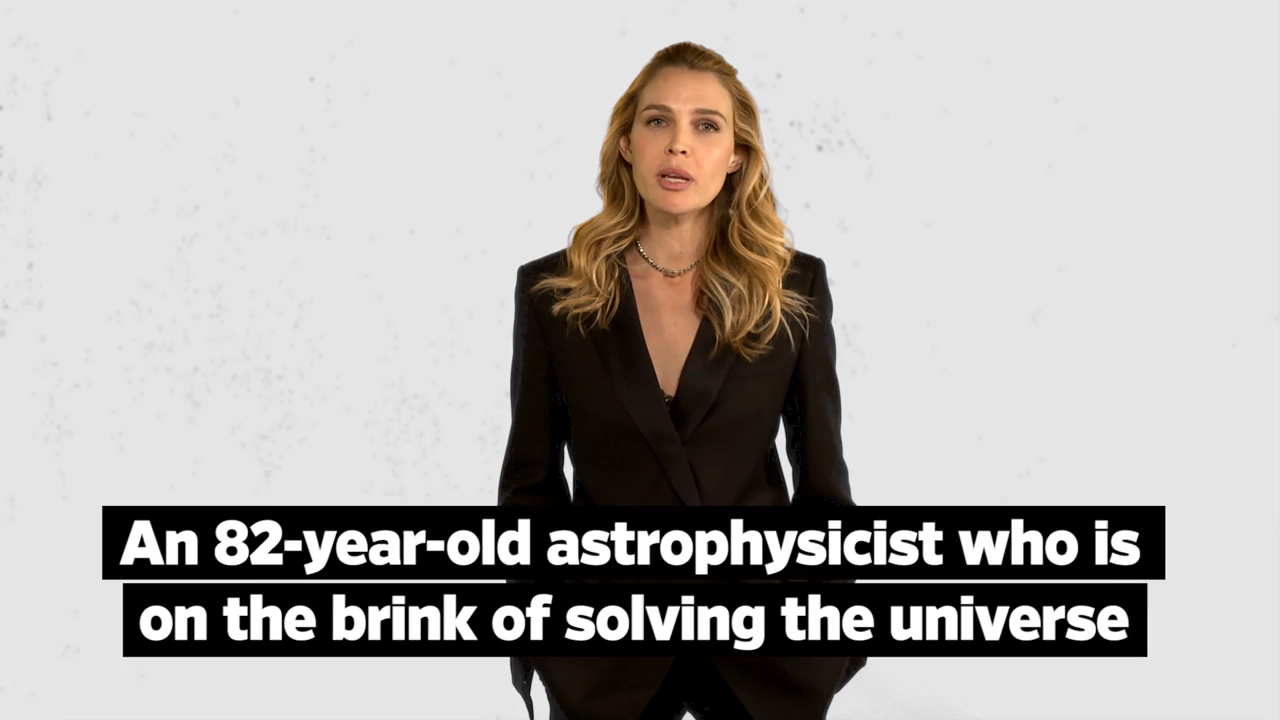 An 82-year-old astrophysicist who is
on the brink of solving the universe